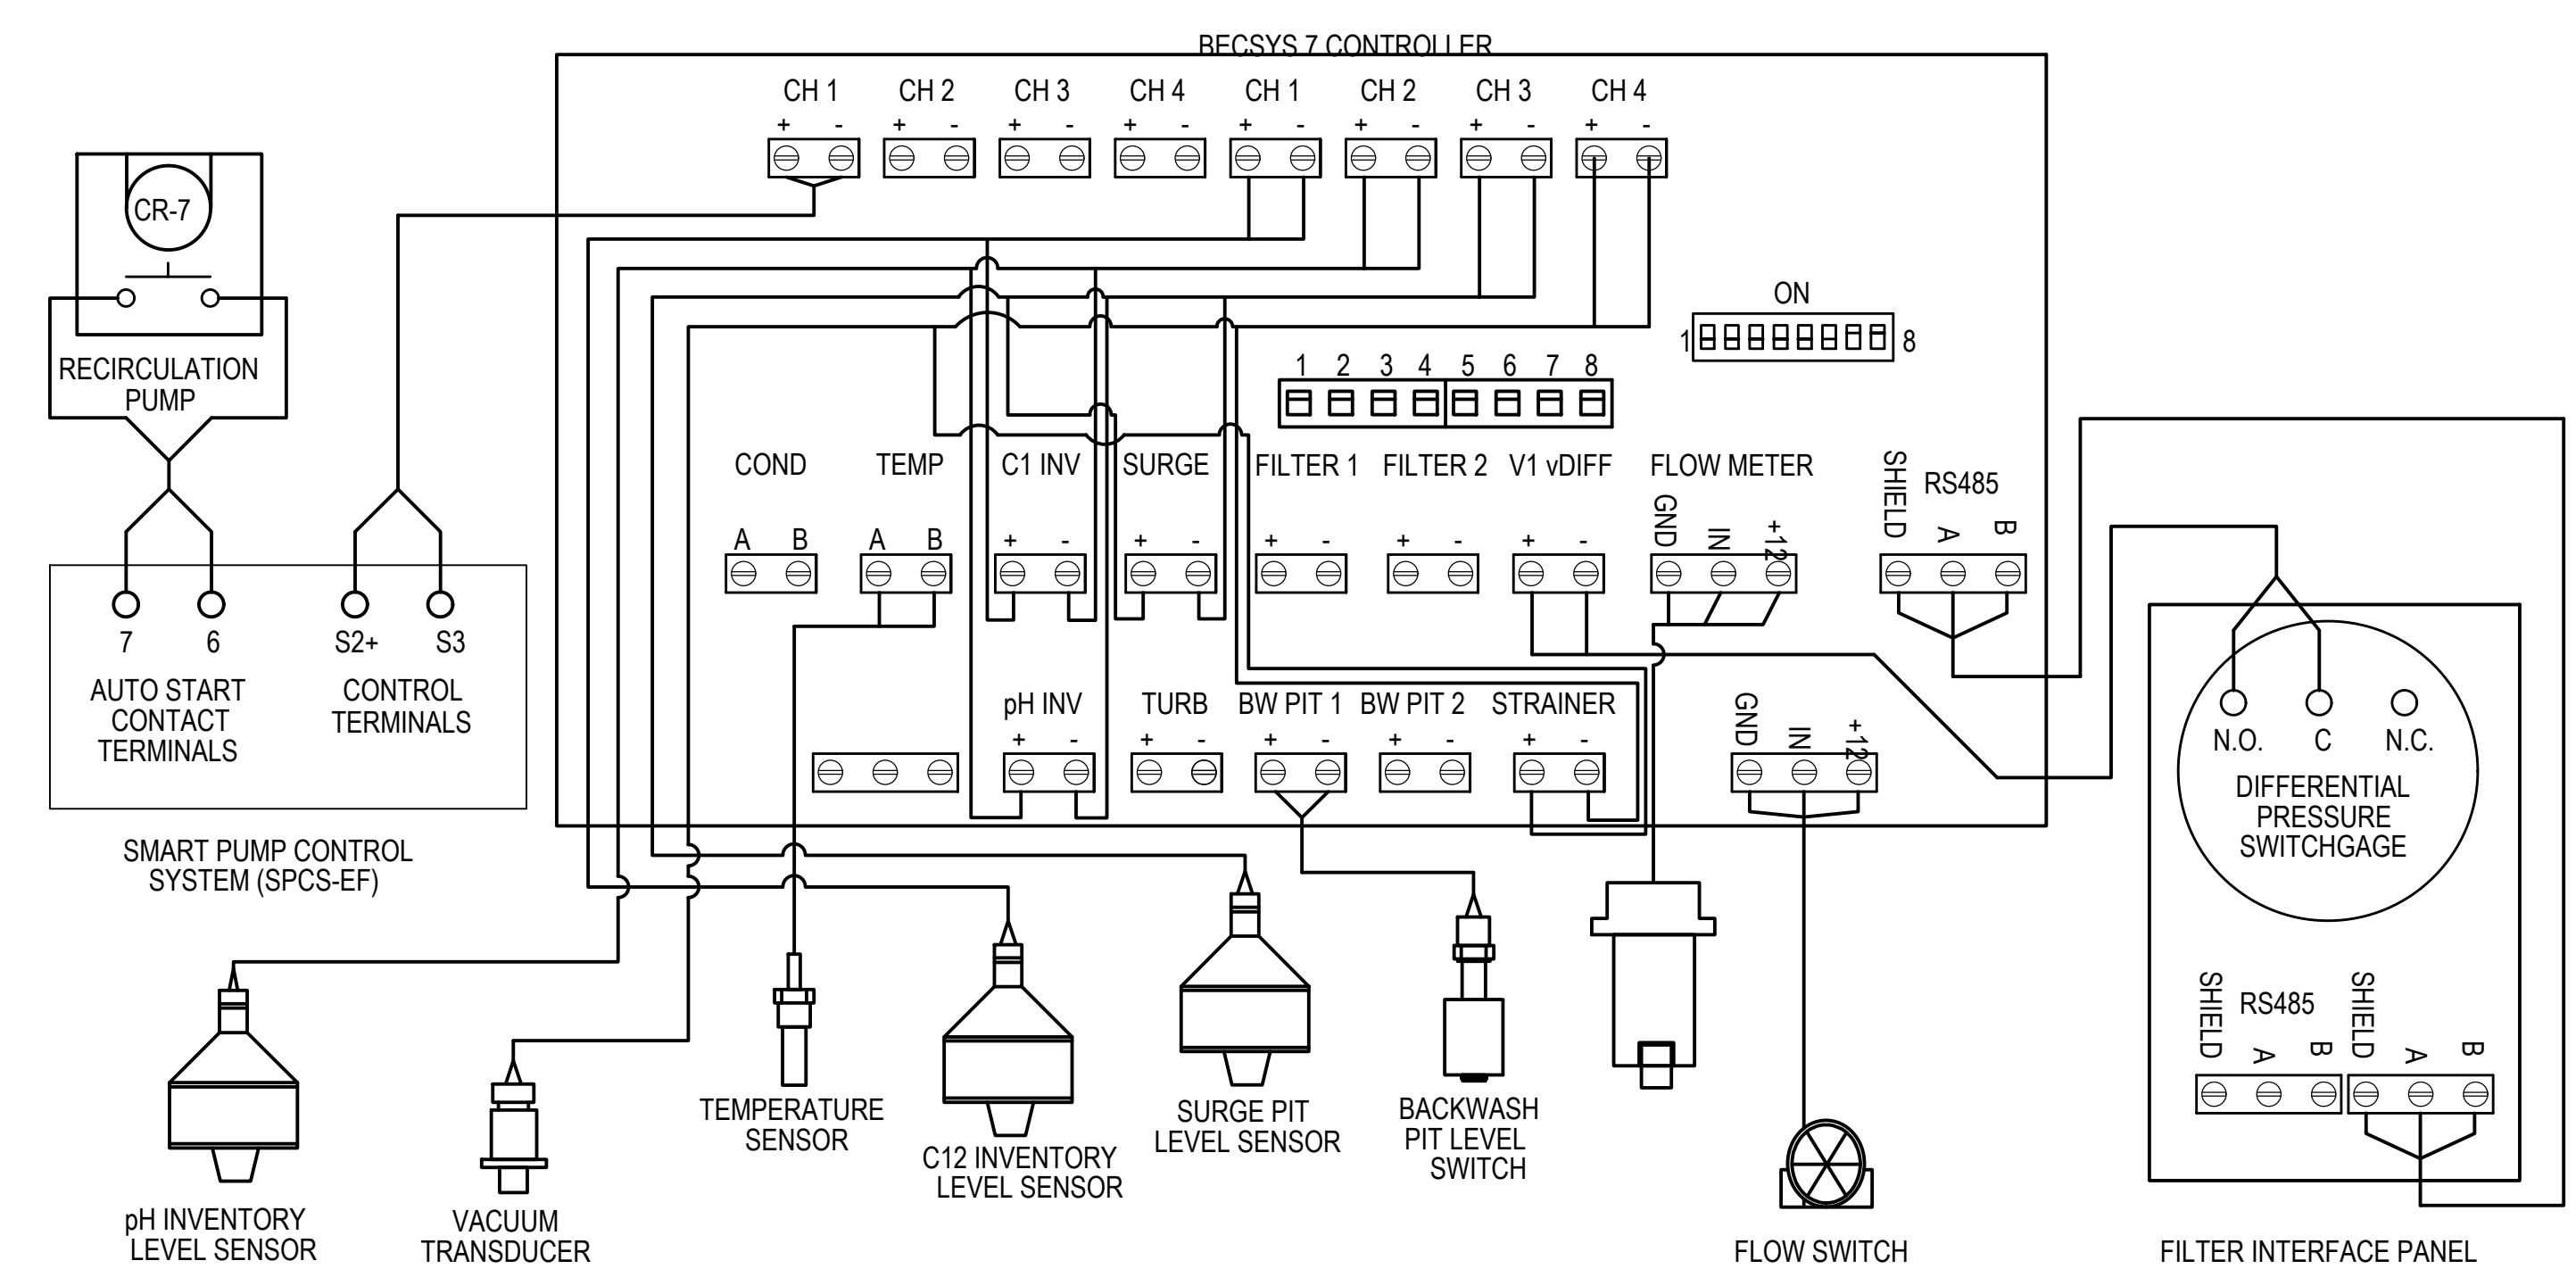 BECSYS 7 CONTROLLER
CH 1 CH 2 CH 3 CH 4 CH 1 CH 2 CH 3 CH 4
+ - + - + - + - + - + - + - + -
CR-7
RECIRCULATION
PUMP
ON
1 8
1 2 3 4 5 6 7 8
COND TEMP C1 INV SURGE FILTER 1 FILTER 2 V1 vDIFF FLOW METER
SHIELD RS485
A B A B + - + - + - + - + - GND IN +12 A B
7 6 S2+ S3
AUTO START
CONTACT
TERMINALS
CONTROL
TERMINALS
SMART PUMP CONTROL
SYSTEM (SPCS-EF)
pH INV TURB BW PIT 1 BW PIT 2 STRAINER
+ - + - + - + - + - GND IN +12
N.O. C N.C.
DIFFERENTIAL
PRESSURE
SWITCHGAGE
SHIELD RS485 SHIELD
A B A B
pH INVENTORY
LEVEL SENSOR
VACUUM
TRANSDUCER
TEMPERATURE
SENSOR
C12 INVENTORY
LEVEL SENSOR
SURGE PIT
LEVEL SENSOR
BACKWASH
PIT LEVEL
SWITCH
FLOW SWITCH
FILTER INTERFACE PANEL